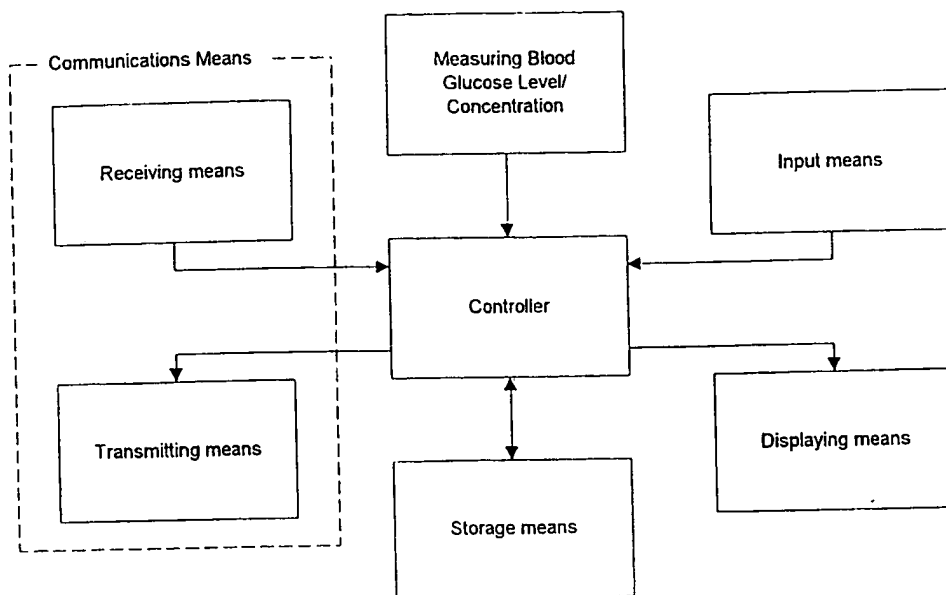 Communications Means
Measuring Blood
Glucose Level/
Concentration
Receiving means
Input means
Controller
Transmitting means
Displaying means
Storage means